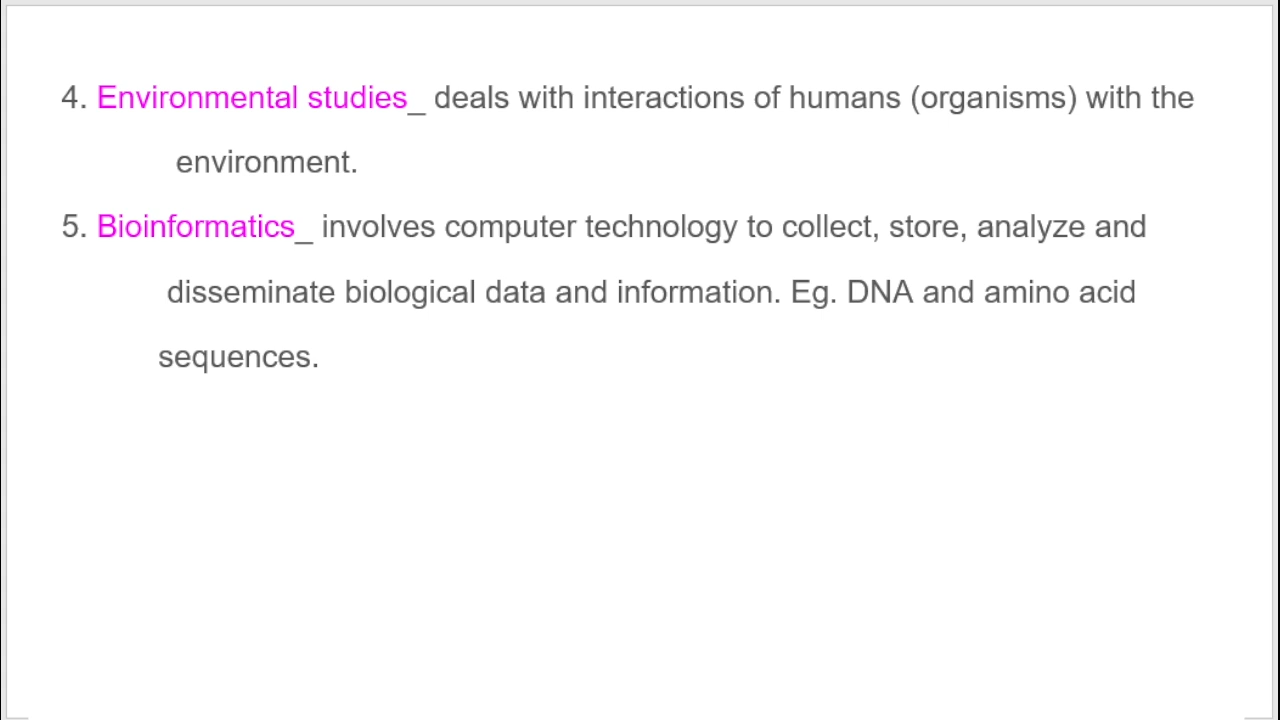 4. Environmental studies_ deals with interactions of humans (organisms) with the
environment.
5. Bioinformatics_ involves computer technology to collect, store, analyze and
disseminate biological data and information. Eg. DNA and amino acid
sequences.